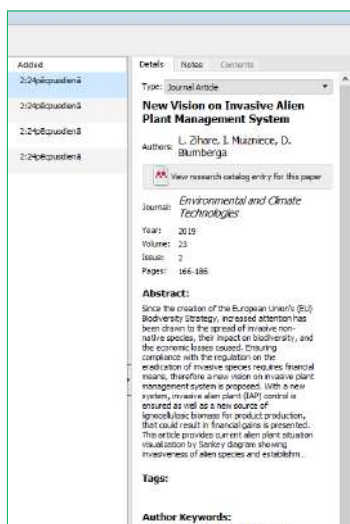 Added
2:24pēcpusdienā
2:24pēcpusdienā
2:24pēcpusdienā
2:24pēcpusdienā
Details Notes Contents
Type: Journal Article
New Vision on Invasive Alien
Plant Management System
Authors: L. Zihare, I. Muizniece, D.
Blumberga
View research catalog entry for this paper
Journal: Environmental and Climate
Technologies
Year: 2019
Volume: 23
Issue: 2
Pages: 166-186
Abstract:
Since the creation of the European Union's (EU)
Biodiversity Strategy, increased attention has
been drawn to the spread of invasive non-
native species, their impact on biodiversity, and
the economic losses caused. Ensuring
compliance with the regulation on the
eradication of invasive species requires financial
means, therefore a new vision on invasive plant
management system is proposed. With a new
system, invasive alien plant (IAP) control is
ensured as well as a new source of
lignocellulosic biomass for product production,
that could result in financial gains is presented.
This article provides current alien plant situation
visualization by Sankey diagram showing
invasiveness of alien species and establishm...
Tags:
Author Keywords: